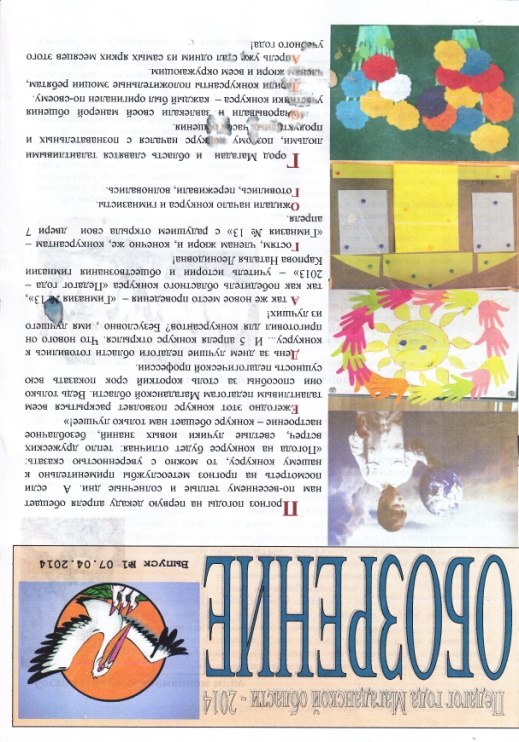 Педагог года Магаданской области - 2014
ОБОЗРЕНИЕ
Выпуск №1 07.04.2014
Прогноз погоды на первую декаду апреля обещает
нам по-весеннему теплые и солнечные дни. А если
посмотреть на прогноз метеослужбы применительно к
нашему конкурсу, то можно с уверенностью сказать:
«Погода на конкурсе будет отличная: тепло дружеских
встреч, светлые лучики новых знаний, безоблачное
настроение – конкурс обещает нам только лучшее!»
Ежегодно этот конкурс позволяет раскрыться всем
талантливым педагогам Магаданской области. Ведь только
они способны за столь короткий срок показать всю
сущность педагогической профессии.
День за днем лучшие педагоги области готовились к
конкурсу... И 5 апреля конкурс открылся. Что нового он
приготовил для конкурсантов? Безусловно, имя лучшего
из лучших!
А так же новое место проведения – «Гимназия № 13»,
так как победитель областного конкурса «Педагог года –
2013» – учитель истории и обществознания гимназии
Карпова Наталья Леонидовна!
Гостям, членам жюри и, конечно же, конкурсантам –
«Гимназия № 13» с радушием открыла свои двери 7
апреля.
Ожидали начало конкурса и гимназисты.
Готовились, переживали, волновались.
Город Магадан и область славятся талантливыми
людьми, поэтому конкурс начался с познавательных и
продуктивных часов общения.
Очаровывали и завлекали своей манерой общения
участники конкурса – каждый был оригинален по-своему.
Дарили конкурсанты положительные эмоции ребятам,
членам жюри и всем окружающим.
Апрель уже стал одним из самых ярких месяцев этого
учебного года!